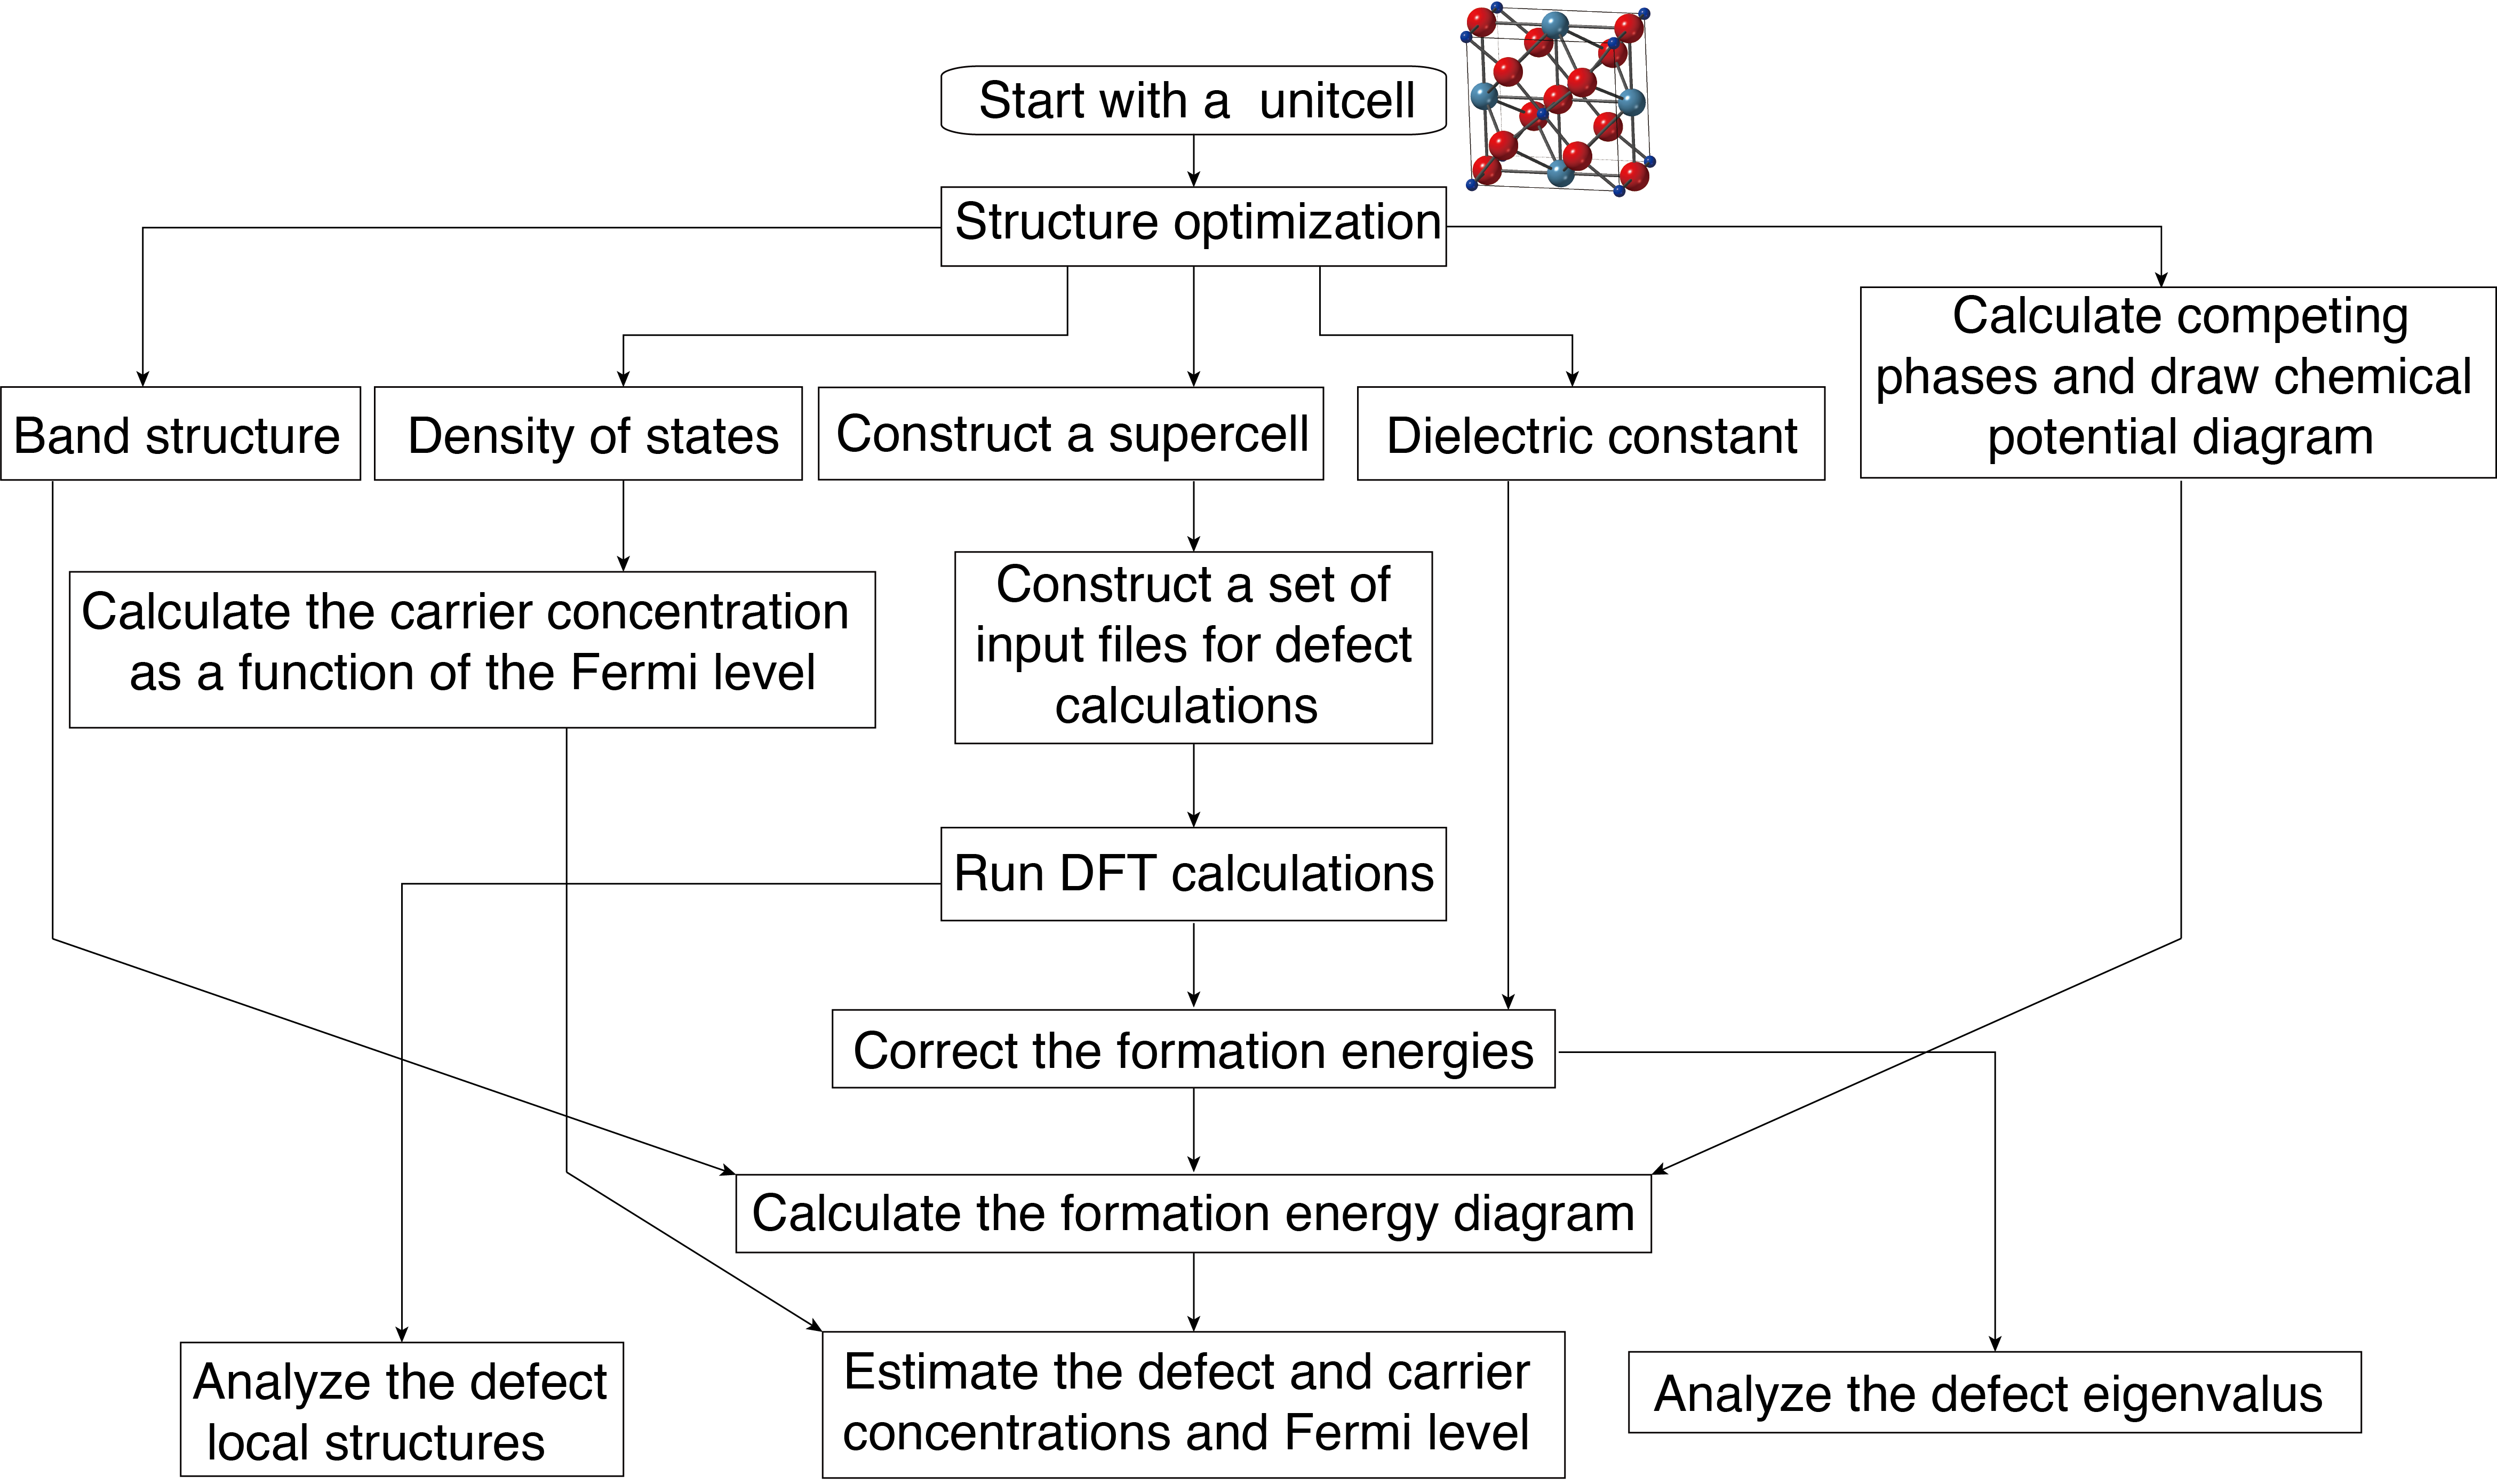 Start with a unitcell
Structure optimization
Calculate competing
phases and draw chemical
potential diagram
Band structure
Density of states
Construct a supercell
Dielectric constant
Calculate the carrier concentration
as a function of the Fermi level
Construct a set of
input files for defect
calculations
Run DFT calculations
Correct the formation energies
Calculate the formation energy diagram
Analyze the defect
local structures
Estimate the defect and carrier
concentrations and Fermi level
Analyze the defect eigenvalus